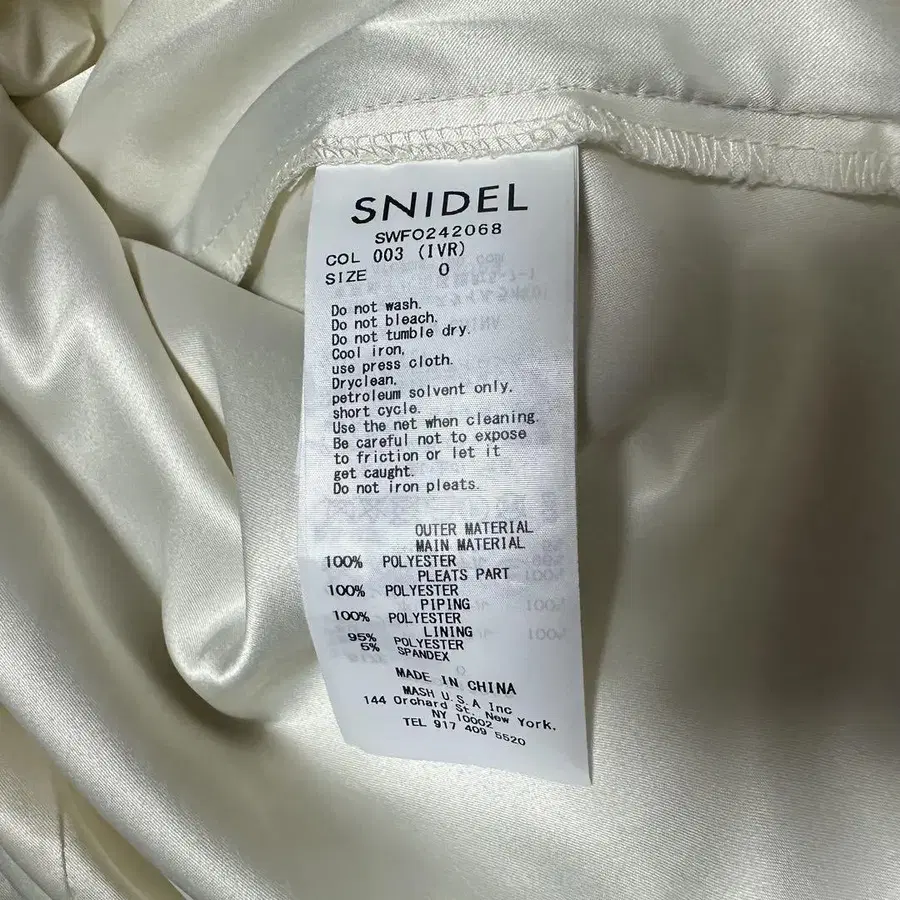 SNIDEL
SWFO242068
COL 003 (IVR)
SIZE 0
Do not wash.
Do not bleach.
Do not tumble dry.
Cool iron,
use press cloth.
Dryclean,
petroleum solvent only.
short cycle.
Use the net when cleaning.
Be careful not to expose
to friction or let it
get caught.
Do not iron pleats.
OUTER MATERIAL
MAIN MATERIAL
100% POLYESTER
PLEATS PART
100% POLYESTER
PIPING
100% POLYESTER
LINING
95% POLYESTER
5% SPANDEX
MADE IN CHINA
MASH U.S.A Inc
144 Orchard St. New York.
NY 10002
TEL 917 409 5520